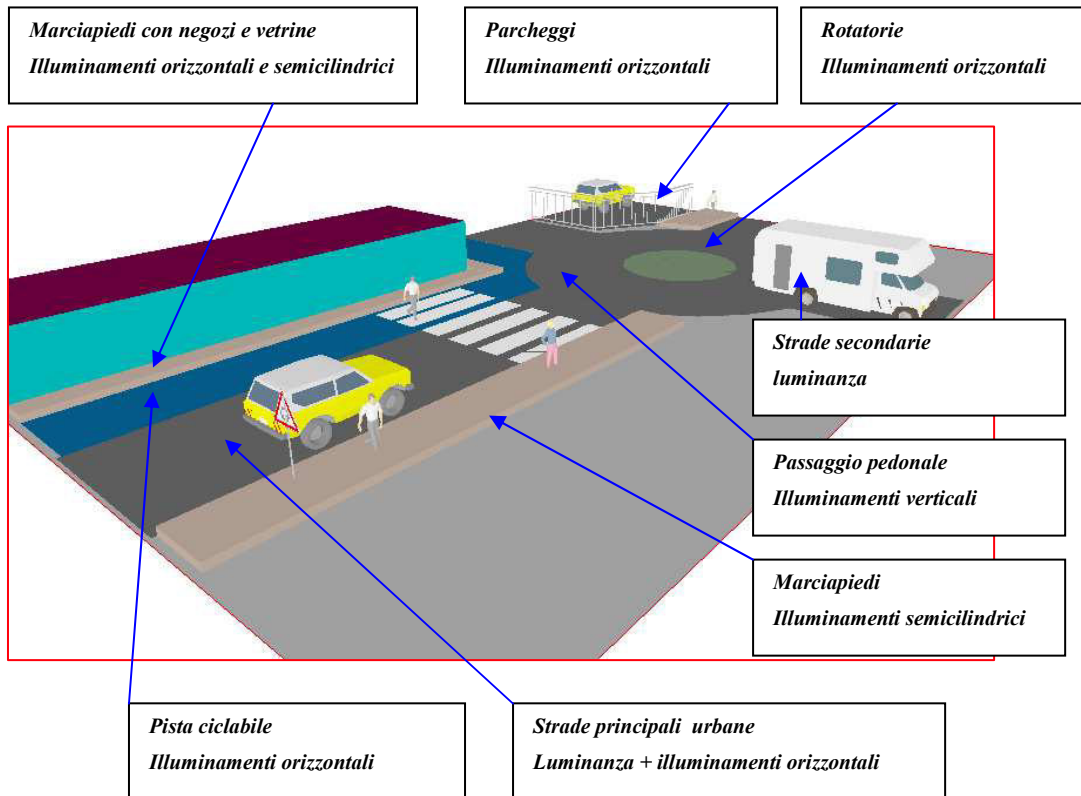 Marciapiedi con negozi e vetrine
Illuminamenti orizzontali e semicilindrici
Parcheggi
Illuminamenti orizzontali
Rotatorie
Illuminamenti orizzontali
Strade secondarie
luminanza
Passaggio pedonale
Illuminamenti verticali
Marciapiedi
Illuminamenti semicilindrici
Pista ciclabile
Illuminamenti orizzontali
Strade principali urbane
Luminanza + illuminamenti orizzontali